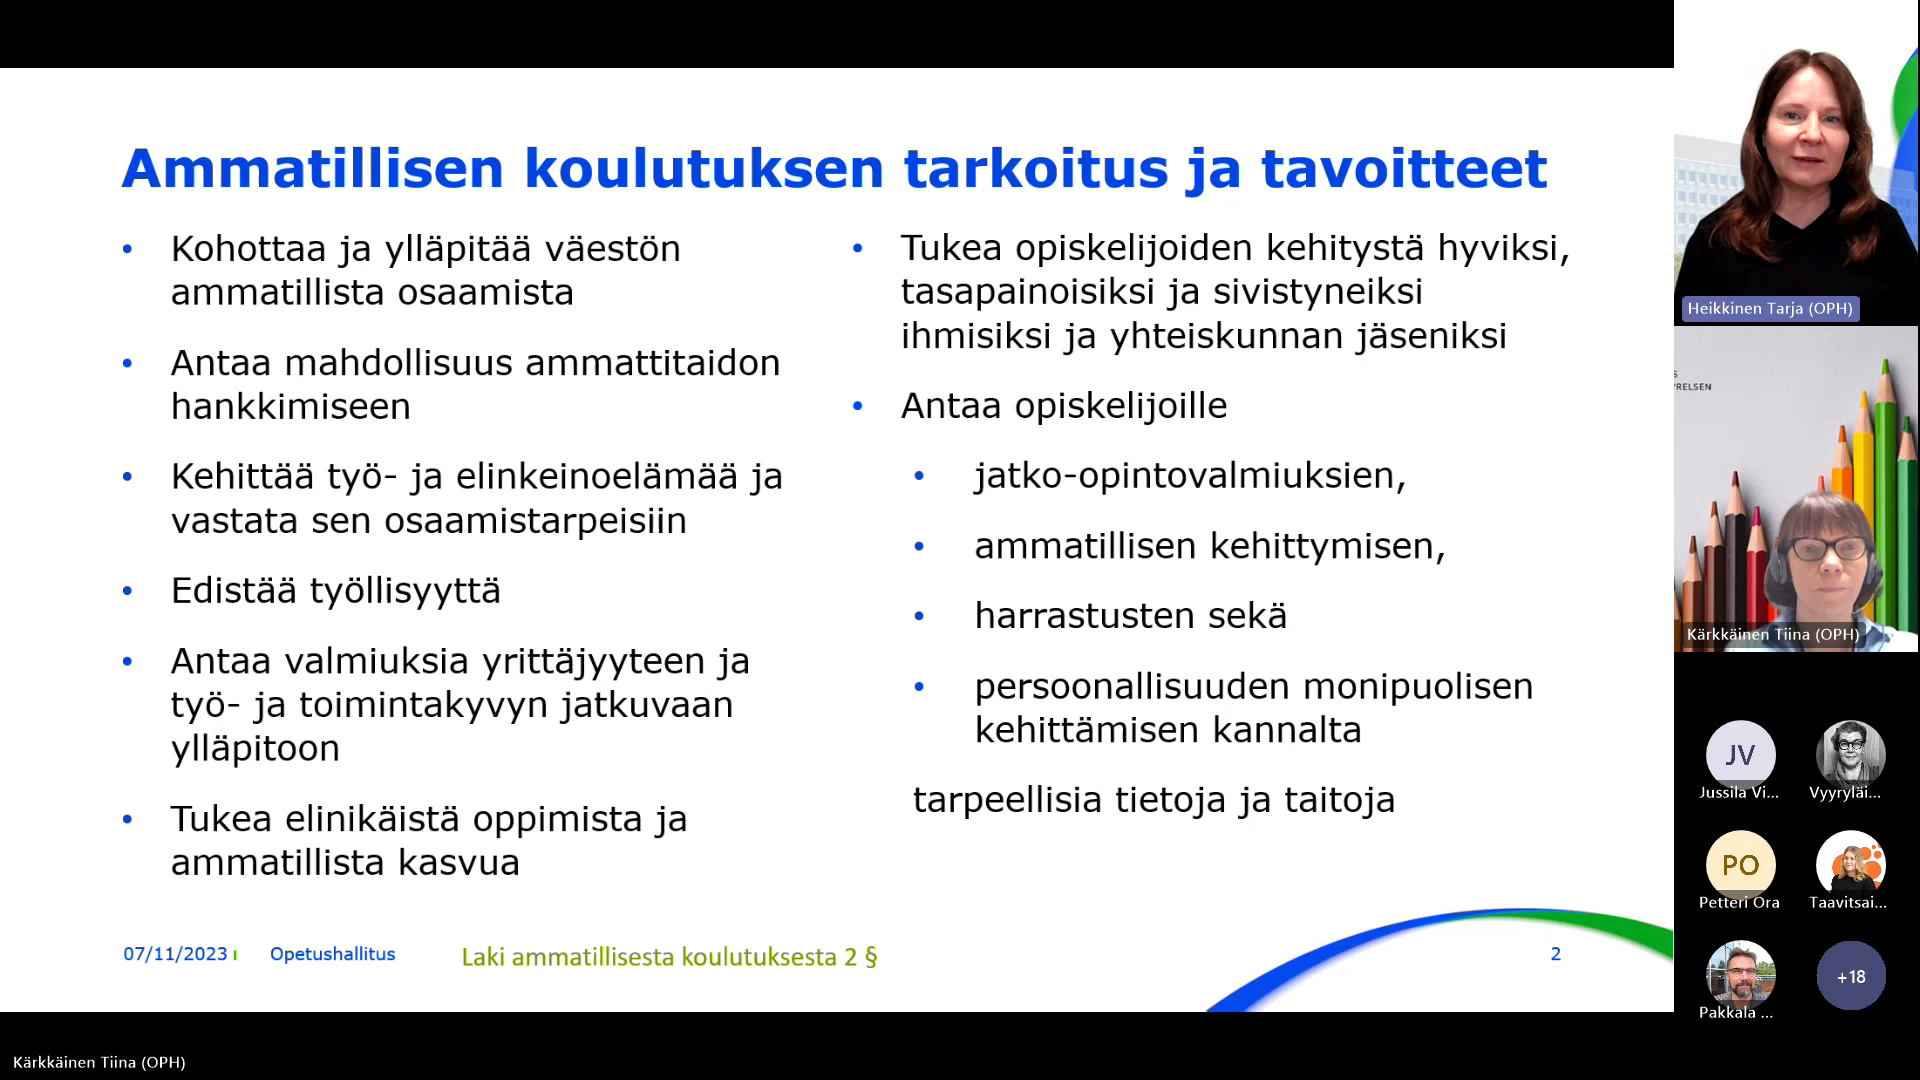 Ammatillisen koulutuksen tarkoitus ja tavoitteet
• Kohottaa ja ylläpitää väestön
ammatillista osaamista
• Antaa mahdollisuus ammattitaidon
hankkimiseen
• Kehittää työ- ja elinkeinoelämää ja
vastata sen osaamistarpeisiin
• Edistää työllisyyttä
• Antaa valmiuksia yrittäjyyteen ja
työ- ja toimintakyvyn jatkuvaan
ylläpitoon
• Tukea elinikäistä oppimista ja
ammatillista kasvua
• Tukea opiskelijoiden kehitystä hyviksi,
tasapainoisiksi ja sivistyneiksi
ihmisiksi ja yhteiskunnan jäseniksi
• Antaa opiskelijoille
• jatko-opintovalmiuksien,
• ammatillisen kehittymisen,
• harrastusten sekä
• persoonallisuuden monipuolisen
kehittämisen kannalta
tarpeellisia tietoja ja taitoja
07/11/2023 Opetushallitus Laki ammatillisesta koulutuksesta 2 § 2
Heikkinen Tarja (OPH)
S
RELSEN
Kärkkäinen Tiina (OPH)
JV
Jussila Vi... Vyyryläi...
PO
Petteri Ora Taavitsai...
+18
Pakkala ...
Kärkkäinen Tiina (OPH)